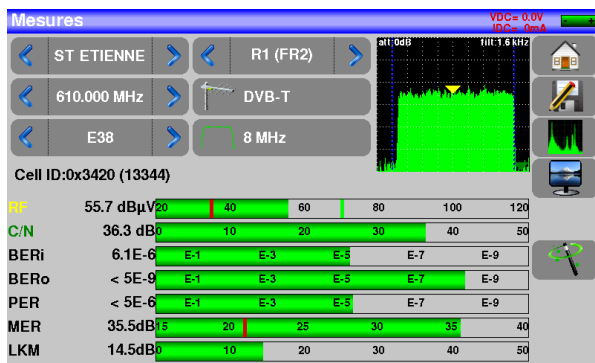 Mesures
VDC= 0.0V
IDC= 0mA
ST ETIENNE
R1 (FR2)
att:0dB
filt:1.6 kHz
610.000 MHz
DVB-T
E38
8 MHz
Cell ID:0x3420 (13344)
RF 55.7 dBµV 20 40 60 80 100 120
C/N 36.3 dB 0 10 20 30 40 50
BERi 6.1E-6 E-1 E-3 E-5 E-7 E-9
BERo < 5E-9 E-1 E-3 E-5 E-7 E-9
PER < 5E-6 E-1 E-3 E-5 E-7 E-9
MER 35.5dB 15 20 25 30 35 40
LKM 14.5dB 0 10 20 30 40 50